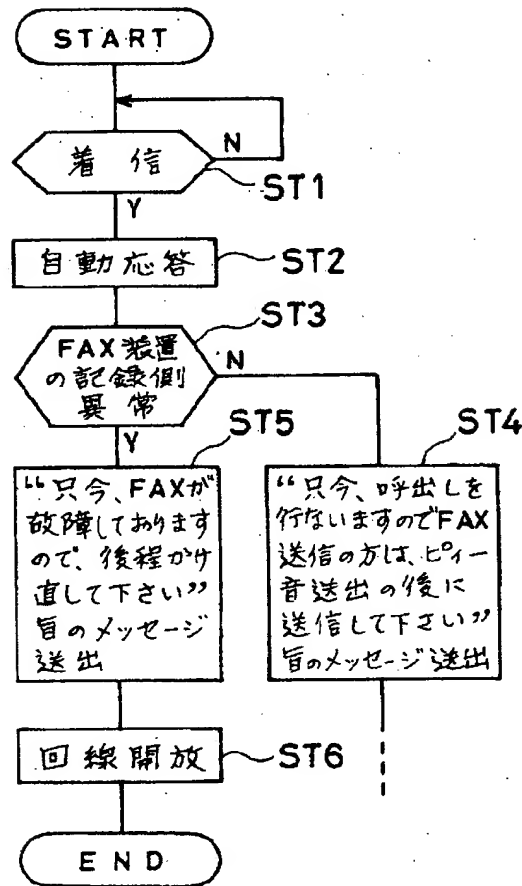 START
着信
N
ST1
Y
自動応答
ST2
ST3
FAX装置
の記録側
異常
N
Y
ST5
ST4
“只今、FAXが
故障しております
ので、後程かけ
直して下さい”
旨のメッセージ
送出
“只今、呼出しを
行ないますのでFAX
送信の方は、ピィー
音送出の後に
送信して下さい”
旨のメッセージ送出
回線開放
ST6
END